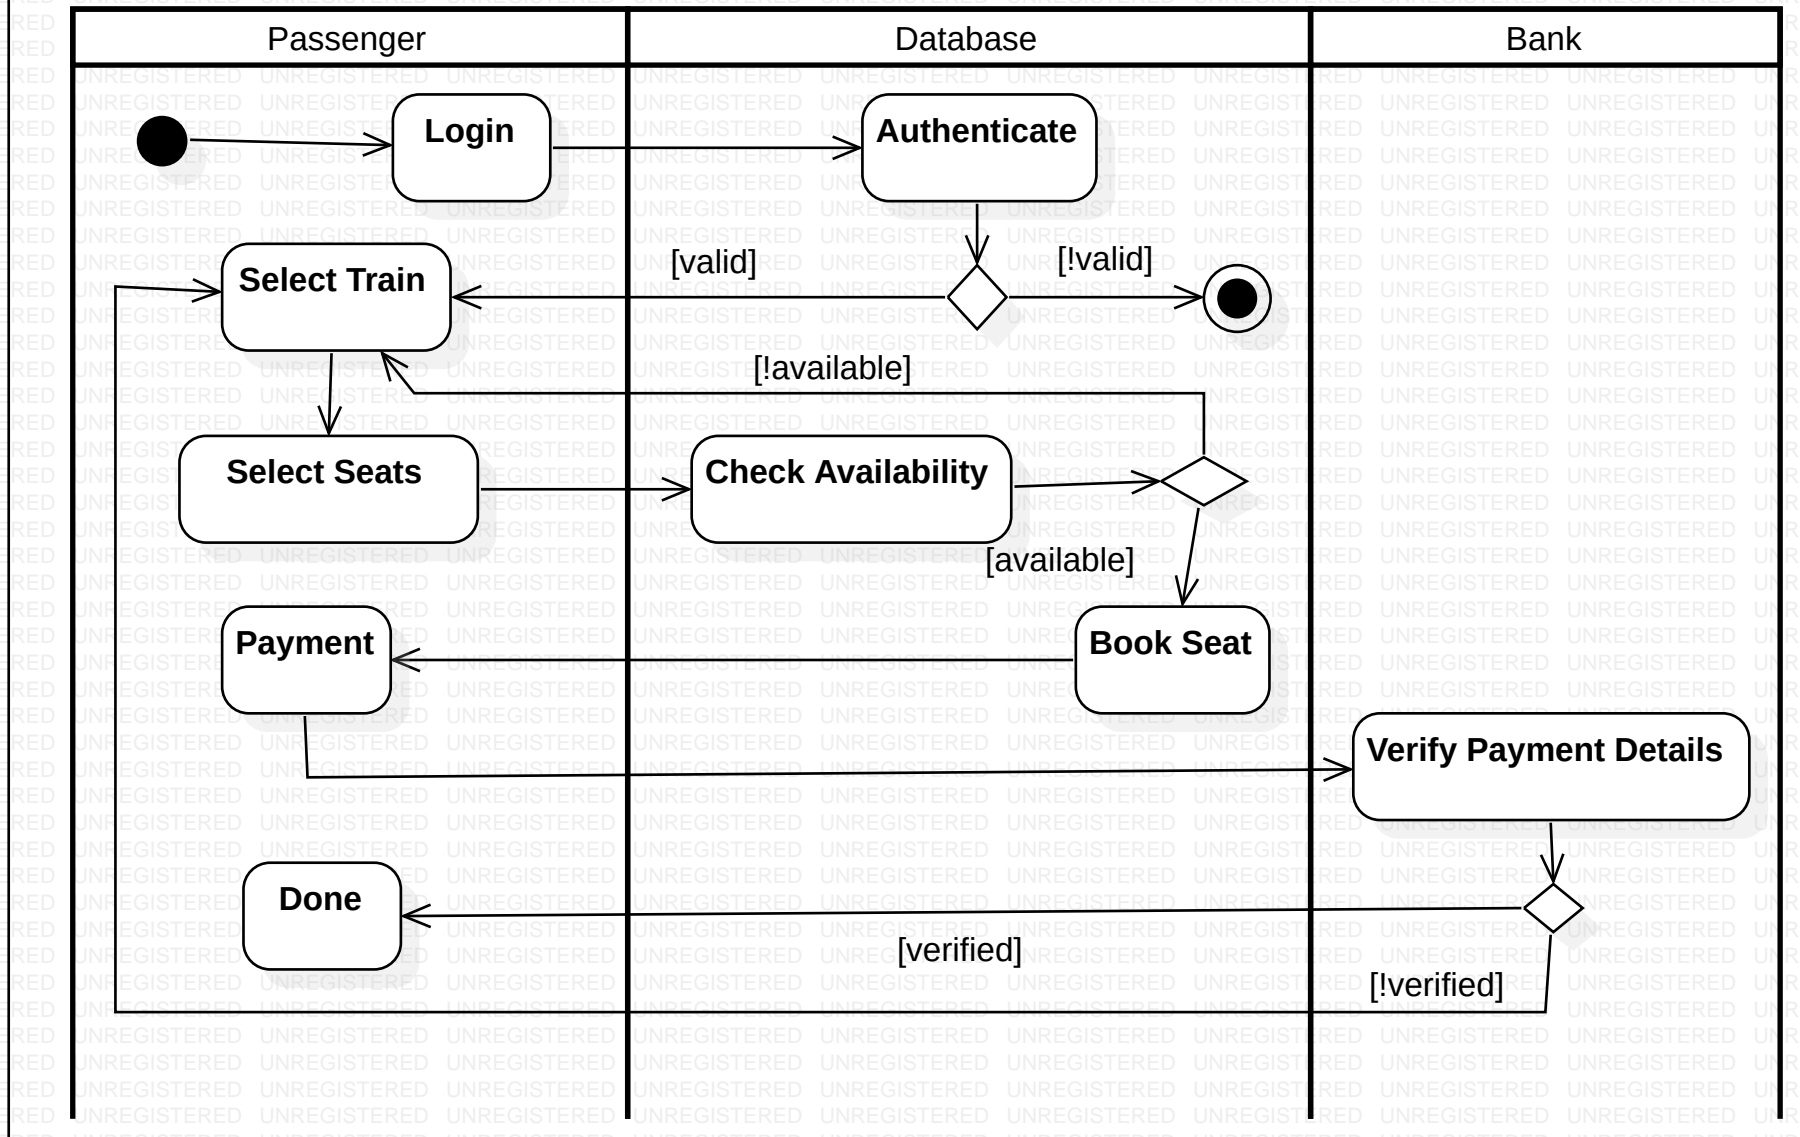 Passenger
Database
Bank
Login
Authenticate
[valid]
[!valid]
Select Train
[!available]
Select Seats
Check Availability
[available]
Payment
Book Seat
Verify Payment Details
Done
[verified]
[!verified]
UNREGISTERED